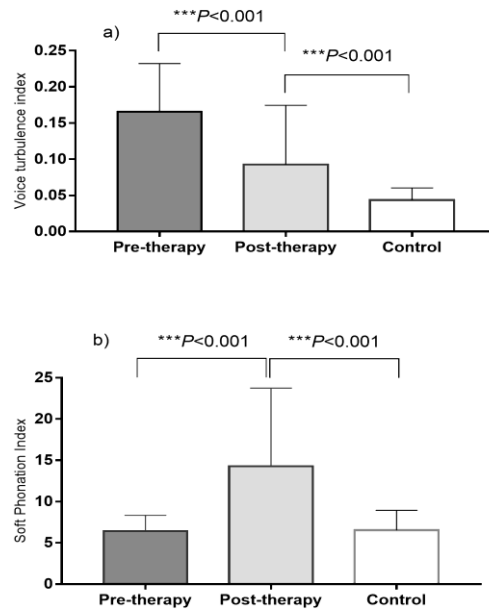 a)
***P<0.001
***P<0.001
Voice turbulence index
0.25
0.20
0.15
0.10
0.05
0.00
Pre-therapy Post-therapy Control
b)
***P<0.001 ***P<0.001
Soft Phonation Index
25
20
15
10
5
0
Pre-therapy Post-therapy Control